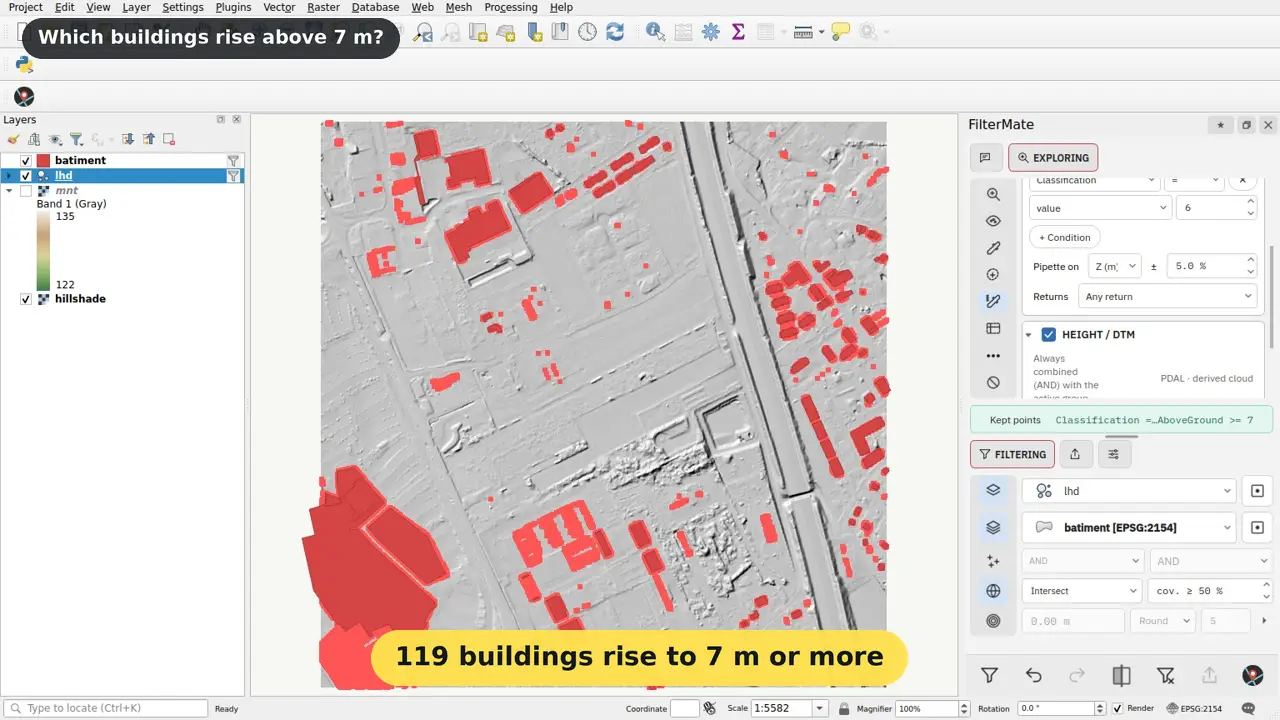 Project Edit View Layer Settings Plugins Vector Raster Database Web Mesh Processing Help
Which buildings rise above 7 m?
Layers
batiment
lhd
mnt
Band 1 (Gray)
135
122
hillshade
FilterMate
EXPLORING
Classification =
value 6
+ Condition
Pipette on Z (m) ± 5.0 %
Returns Any return
HEIGHT / DTM
Always
combined
(AND) with the
PDAL · derived cloud
Kept points Classification =…AboveGround >= 7
FILTERING
lhd
batiment [EPSG:2154]
AND AND
Intersect cov. ≥ 50 %
0.00 m Round 5
119 buildings rise to 7 m or more
Type to locate (Ctrl+K) Ready Coordinate Scale 1:5582 Magnifier 100% Rotation 0.0 ° Render EPSG:2154